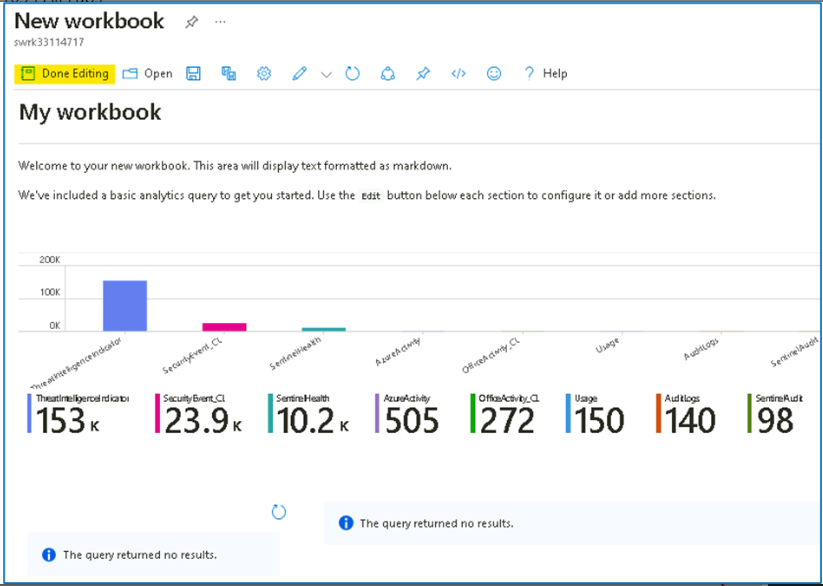 New workbook
swrk33114717
Done Editing Open Help
My workbook
Welcome to your new workbook. This area will display text formatted as markdown.
We've included a basic analytics query to get you started. Use the Edit button below each section to configure it or add more sections.
200K
100K
0K
ThreatIntelligenceIndicator SecurityEvent_CL SentinelHealth AzureActivity OfficeActivity_CL Usage AuditLogs SentinelAudit
ThreatIntelligenceIndicator SecurityEvent_CL SentinelHealth AzureActivity OfficeActivity_CL Usage AuditLogs SentinelAudit
153 K 23.9 K 10.2 K 505 272 150 140 98
The query returned no results.
The query returned no results.